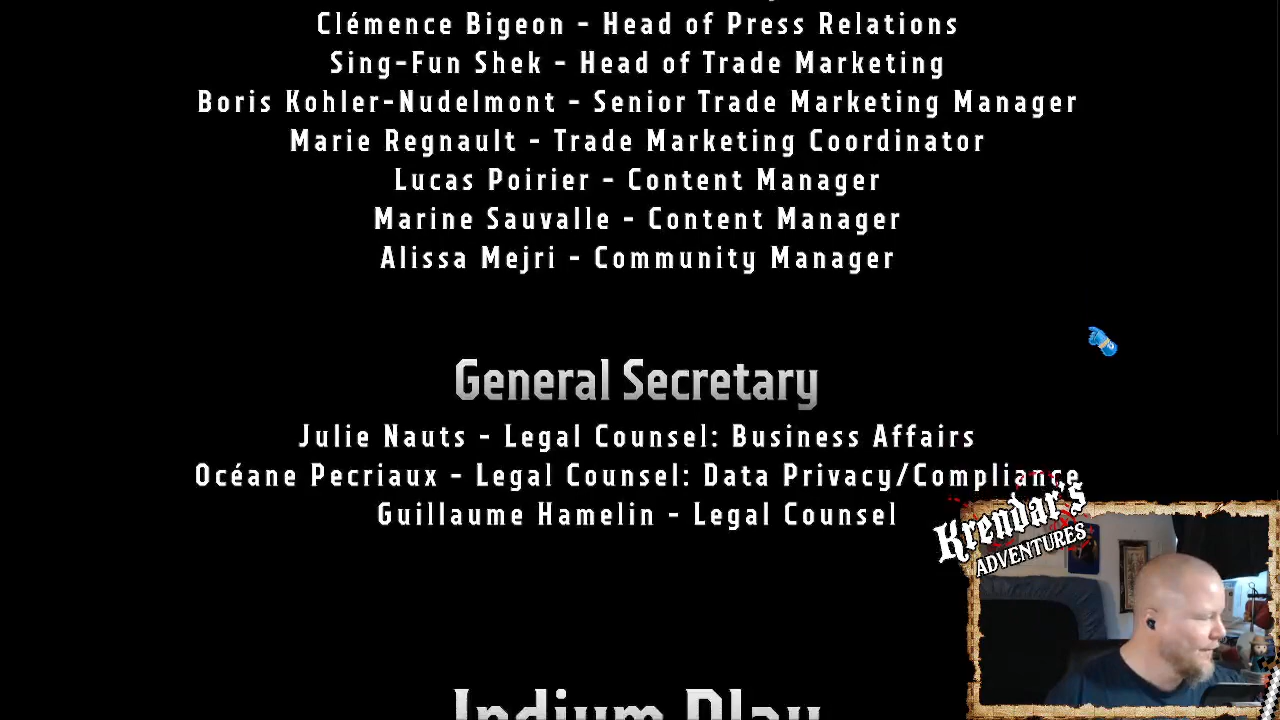 Clémence Bigeon - Head of Press Relations
Sing-Fun Shek - Head of Trade Marketing
Boris Kohler-Nudelmont - Senior Trade Marketing Manager
Marie Regnault - Trade Marketing Coordinator
Lucas Poirier - Content Manager
Marine Sauvalle - Content Manager
Alissa Mejri - Community Manager
General Secretary
Julie Nauts - Legal Counsel: Business Affairs
Océane Pecriaux - Legal Counsel: Data Privacy/Compliance
Guillaume Hamelin - Legal Counsel
Krendar's
ADVENTURES
Indium Play